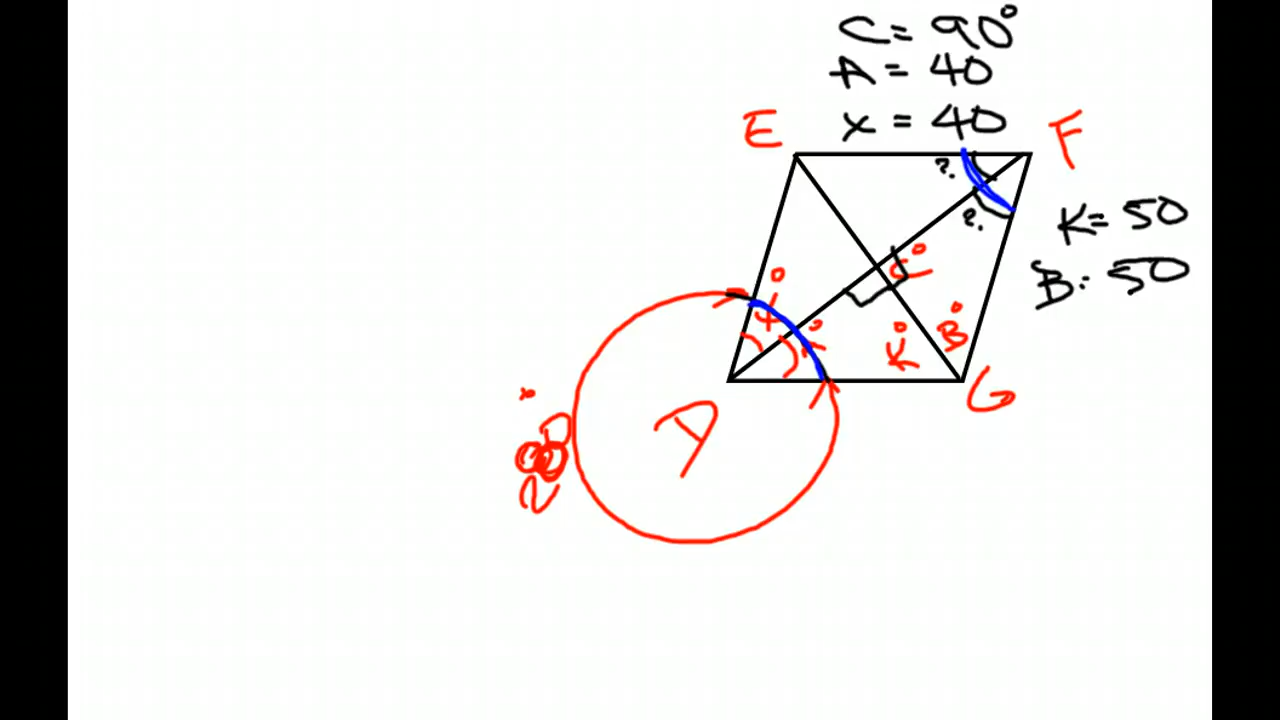 C = 90°
A = 40
x = 40
E
F
?.
?.
K = 50
B: 50
C°
K°
B°
G
D